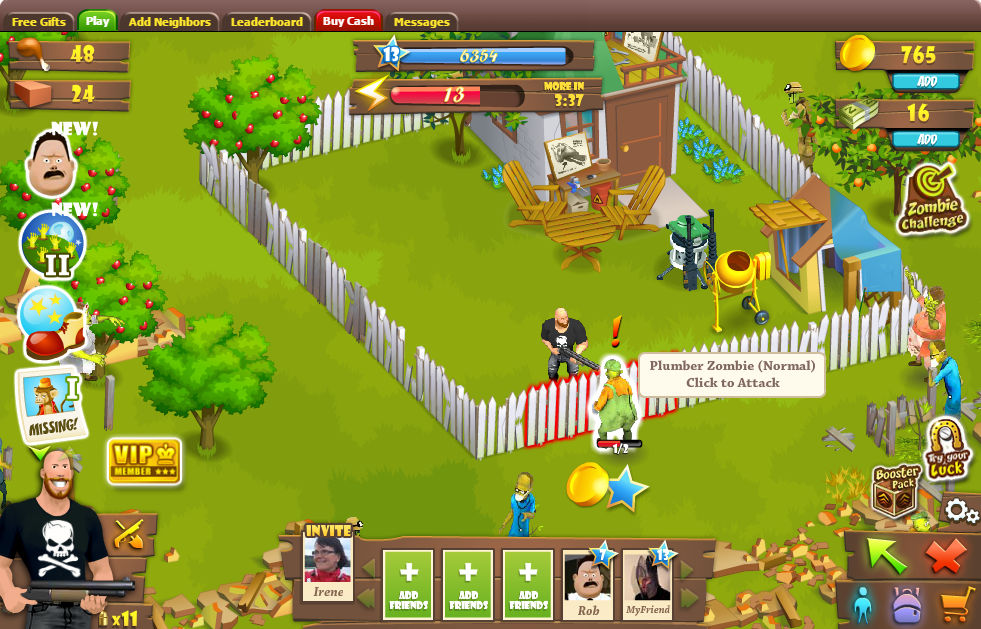 Free Gifts
Play
Add Neighbors
Leaderboard
Buy Cash
Messages
48
24
13
6354
13
MORE IN
3:37
765
ADD
16
ADD
NEW!
NEW!
II
I
MISSING!
Zombie
Challenge
!
Plumber Zombie (Normal)
Click to Attack
1/2
VIP
MEMBER
Try your
Luck
Booster
Pack
INVITE
Irene
+
ADD
FRIENDS
+
ADD
FRIENDS
+
ADD
FRIENDS
7
Rob
13
MyFriend
x11